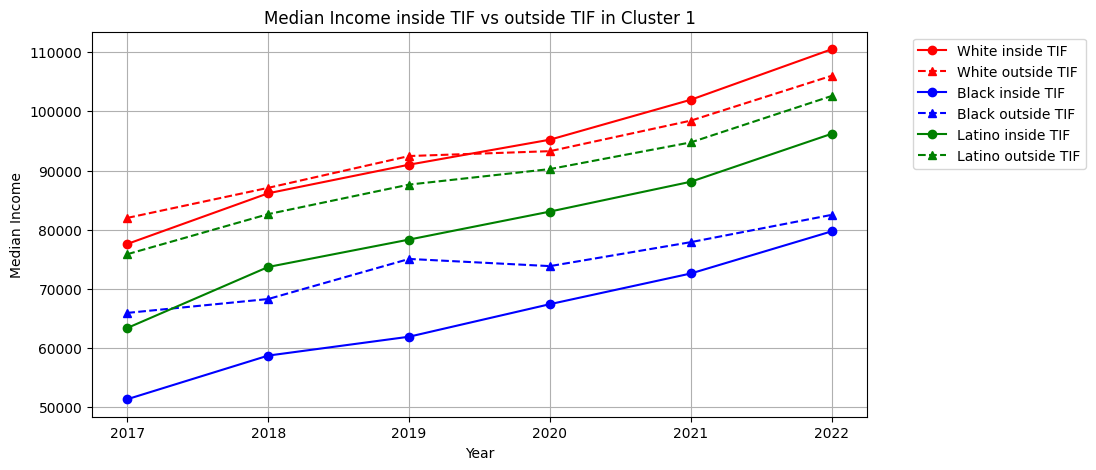 Median Income inside TIF vs outside TIF in Cluster 1
110000
100000
90000
80000
70000
60000
50000
Median Income
2017
2018
2019
2020
2021
2022
Year
White inside TIF
White outside TIF
Black inside TIF
Black outside TIF
Latino inside TIF
Latino outside TIF